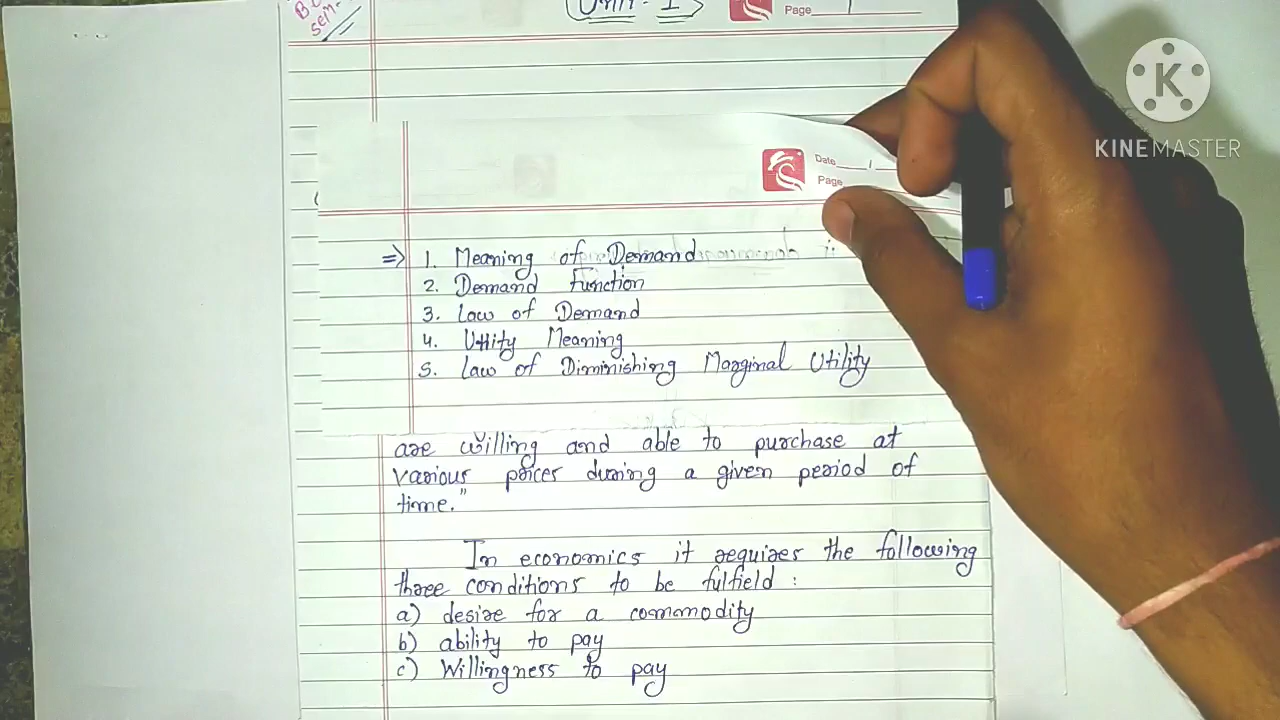 Unit - I
Page
K
KINEMASTER
Date
Page
=> 1. Meaning of Demand
2. Demand function
3. Law of Demand
4. Utility Meaning
5. Law of Diminishing Marginal Utility
are willing and able to purchase at
various prices during a given period of
time."
In economics it requires the following
three conditions to be fulfield :
a) desire for a commodity
b) ability to pay
c) Willingness to pay